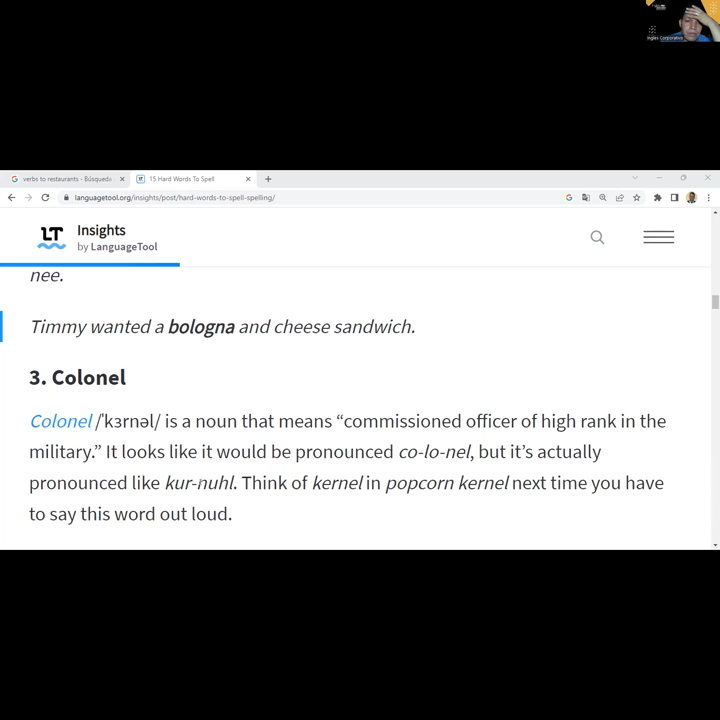 Ingles Corporativo
verbs to restaurants - Búsqueda
15 Hard Words To Spell
languagetool.org/insights/post/hard-words-to-spell-spelling/
LT
Insights
by LanguageTool
nee.
Timmy wanted a bologna and cheese sandwich.
3. Colonel
Colonel /ˈkɜrnəl/ is a noun that means “commissioned officer of high rank in the
military.” It looks like it would be pronounced co-lo-nel, but it’s actually
pronounced like kur-nuhl. Think of kernel in popcorn kernel next time you have
to say this word out loud.